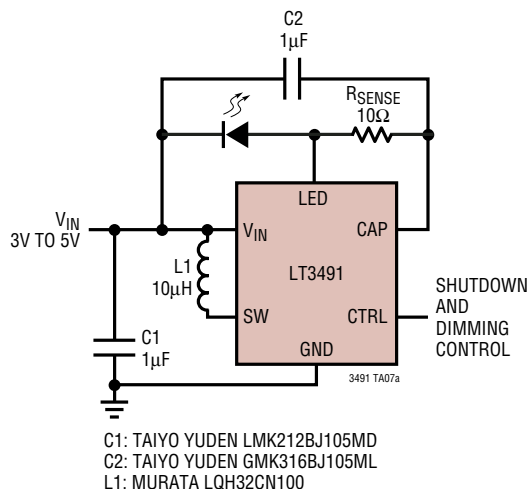 C2
1µF
RSENSE
10Ω
LED
VIN
3V TO 5V
VIN
CAP
L1
10µH
LT3491
SW
CTRL
SHUTDOWN
AND
DIMMING
CONTROL
C1
1µF
GND
3491 TA07a
C1: TAIYO YUDEN LMK212BJ105MD
C2: TAIYO YUDEN GMK316BJ105ML
L1: MURATA LQH32CN100